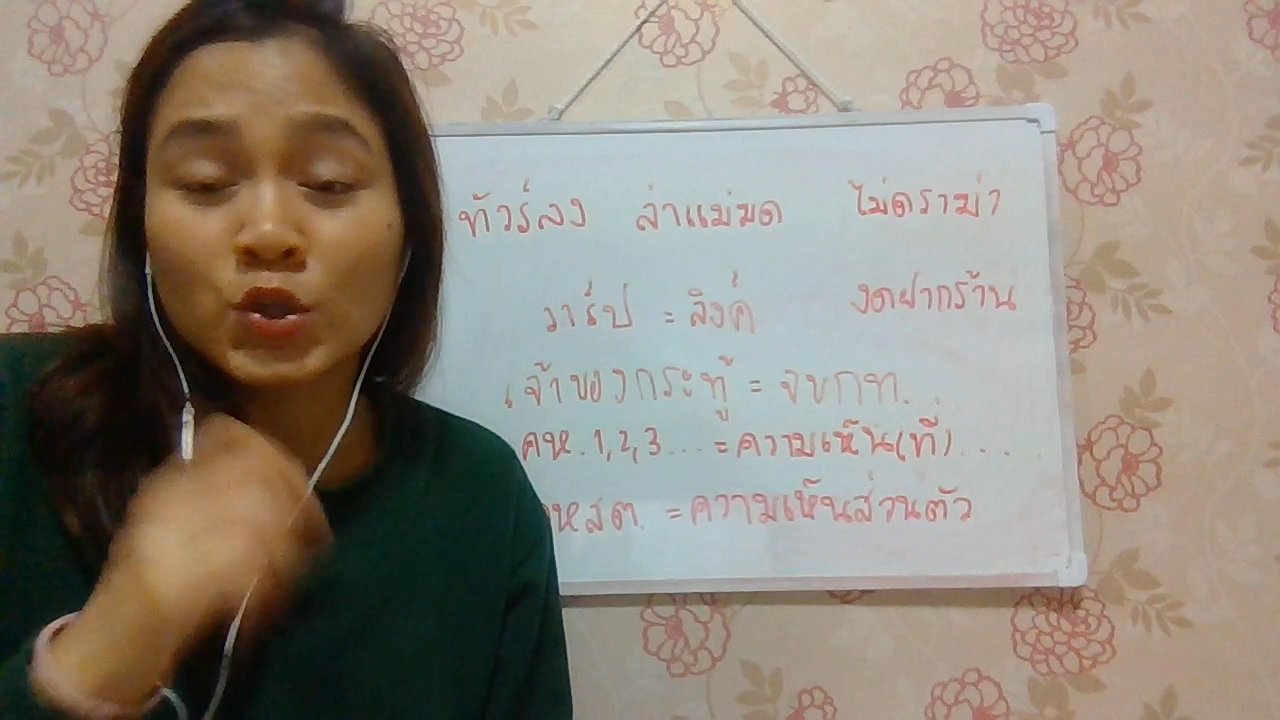 ทัวร์ลง ล่าแม่มด ไม่ดราม่า
วาร์ป = ลิงค์ งดฝากร้าน
เจ้าของกระทู้ = จขกท.
คห. 1,2,3... = ความเห็น(ที่)...
หสต. = ความเห็นส่วนตัว